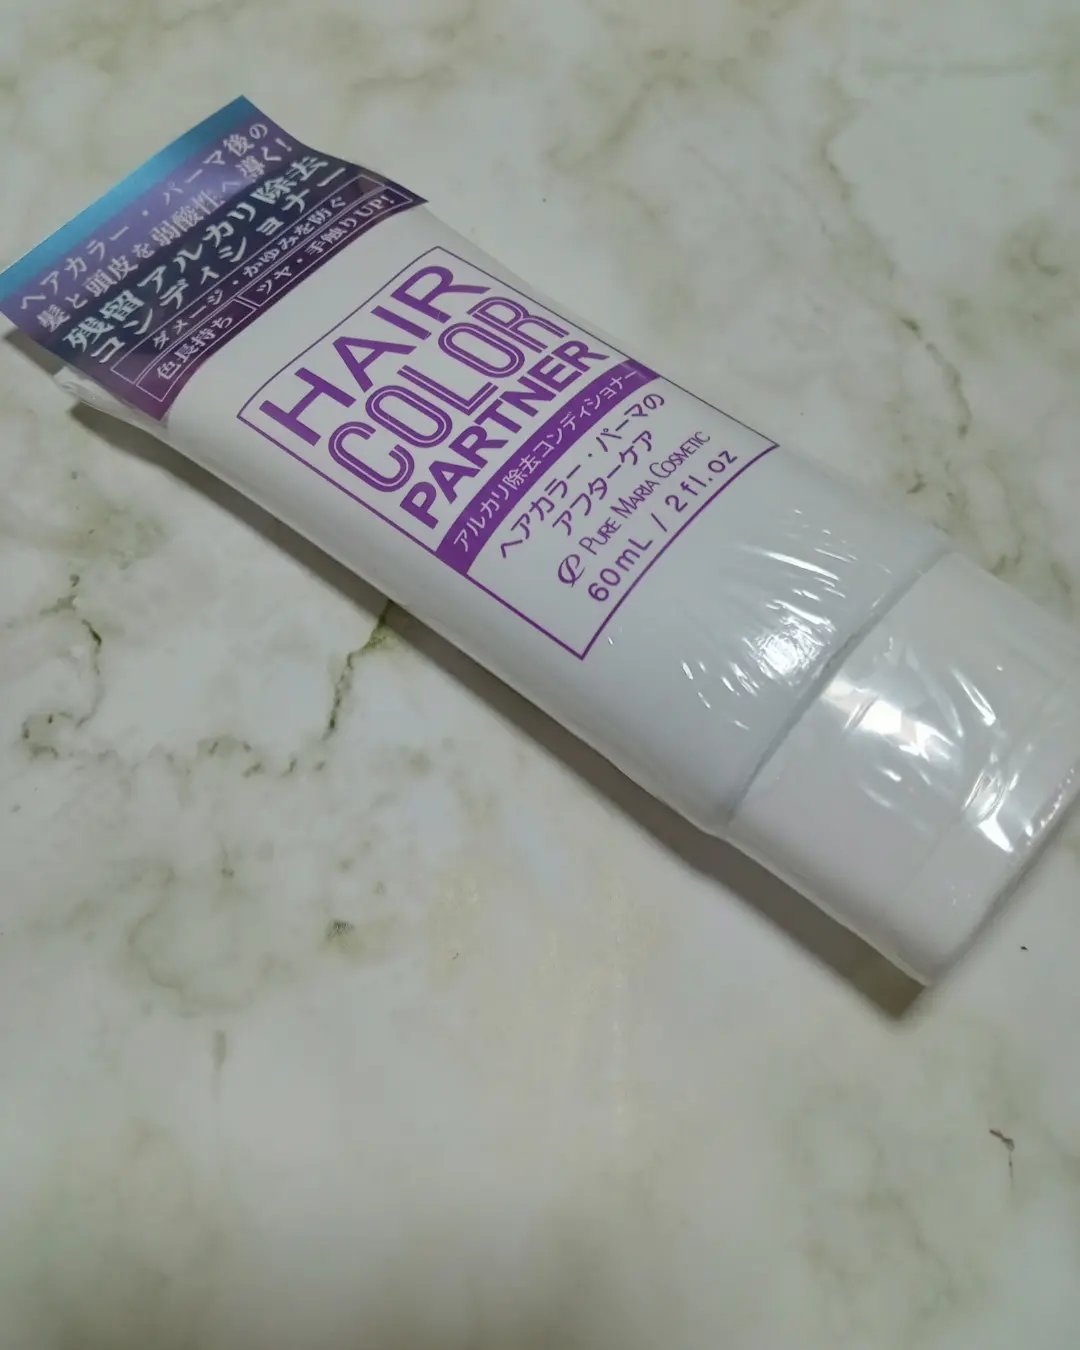 ヘアカラー・パーマ後の
髪と頭皮を弱酸性へ導く！
残留アルカリ除去
コンディショナー
ダメージ・かゆみを防ぐ
色長持ち
ツヤ・手触りUP！
HAIR
COLOR
PARTNER
アルカリ除去コンディショナー
ヘアカラー・パーマの
アフターケア
PURE MARIA COSMETIC
60mL / 2fl.oz